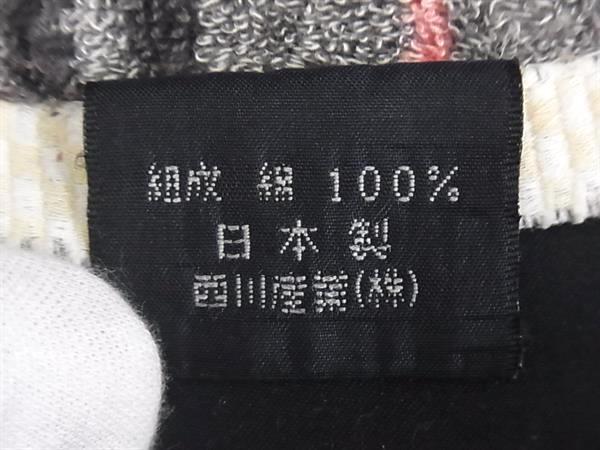 組成 綿 100%
日本製
西川産業(株)